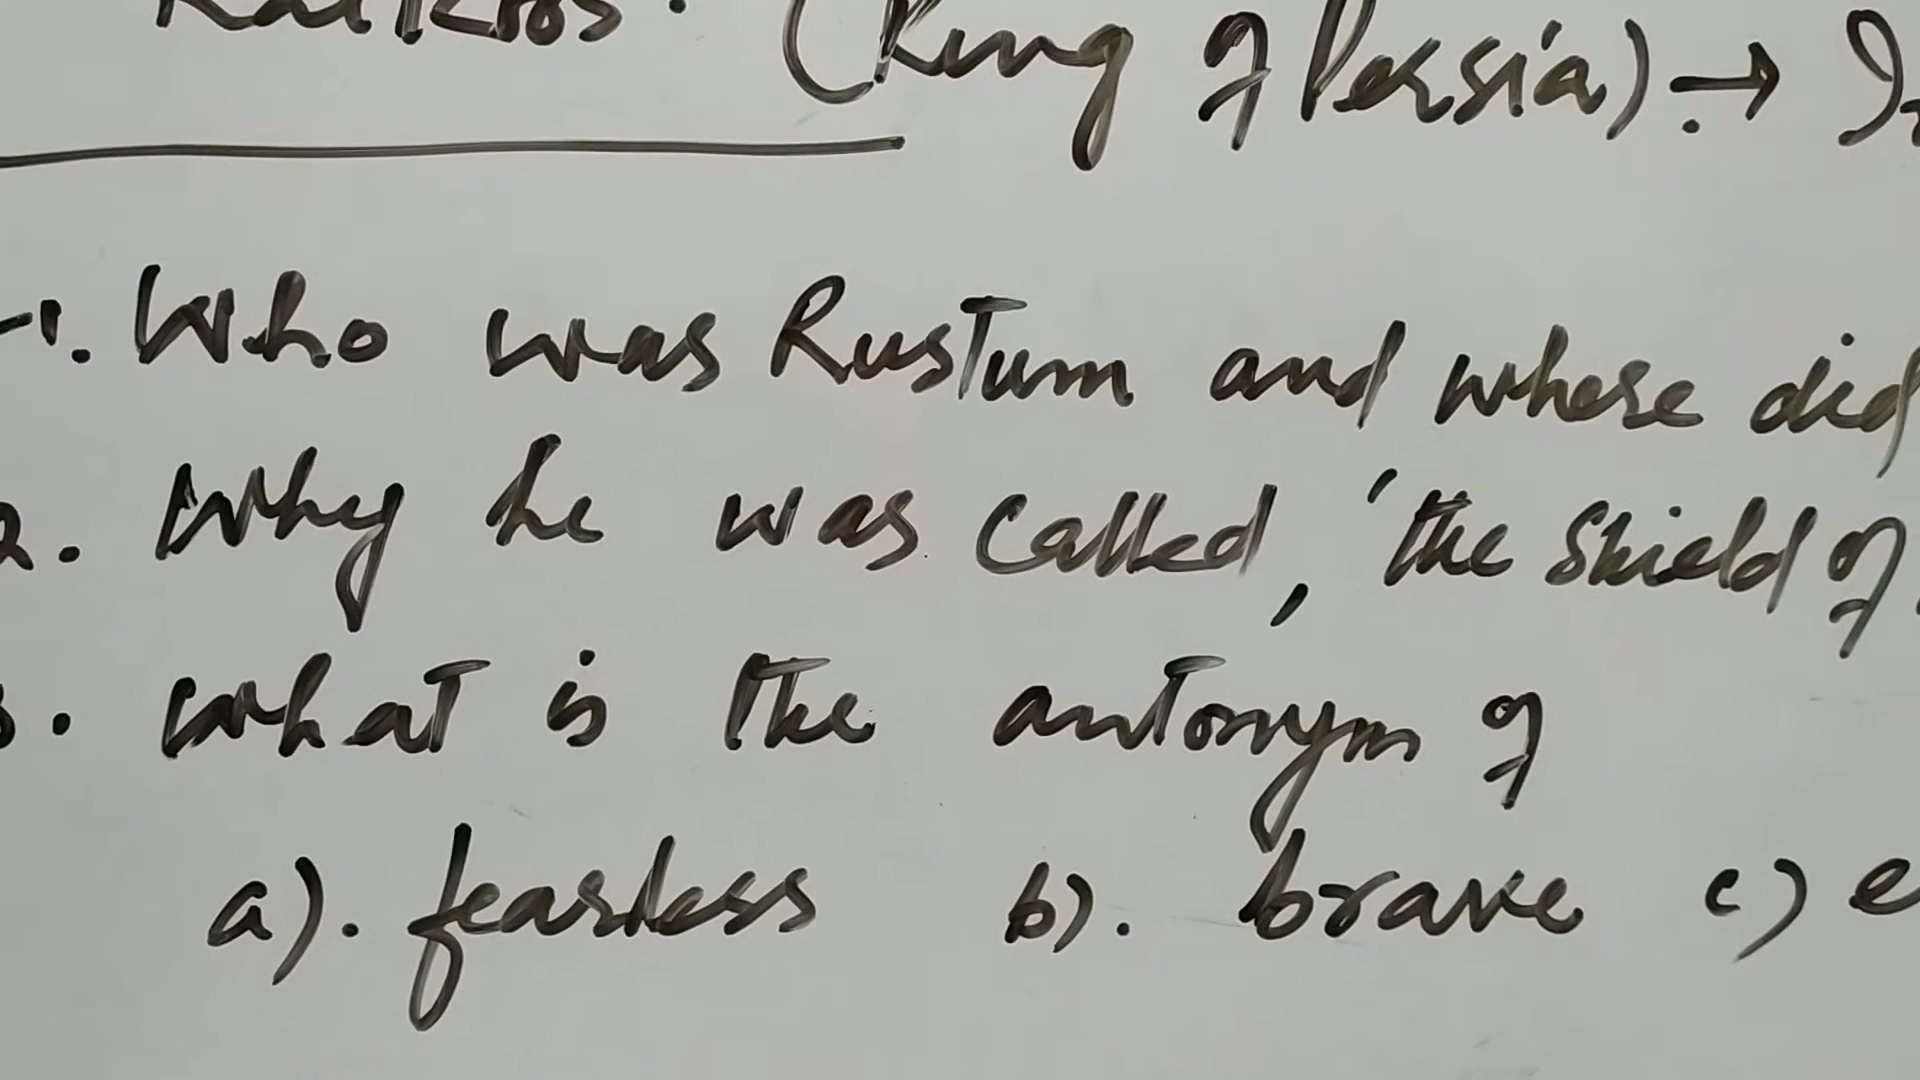 (King of Persia) →
1. Who was Rustum and where did
2. Why he was called, 'the shield of
What is the antonym of
a). fearless b). brave c) e